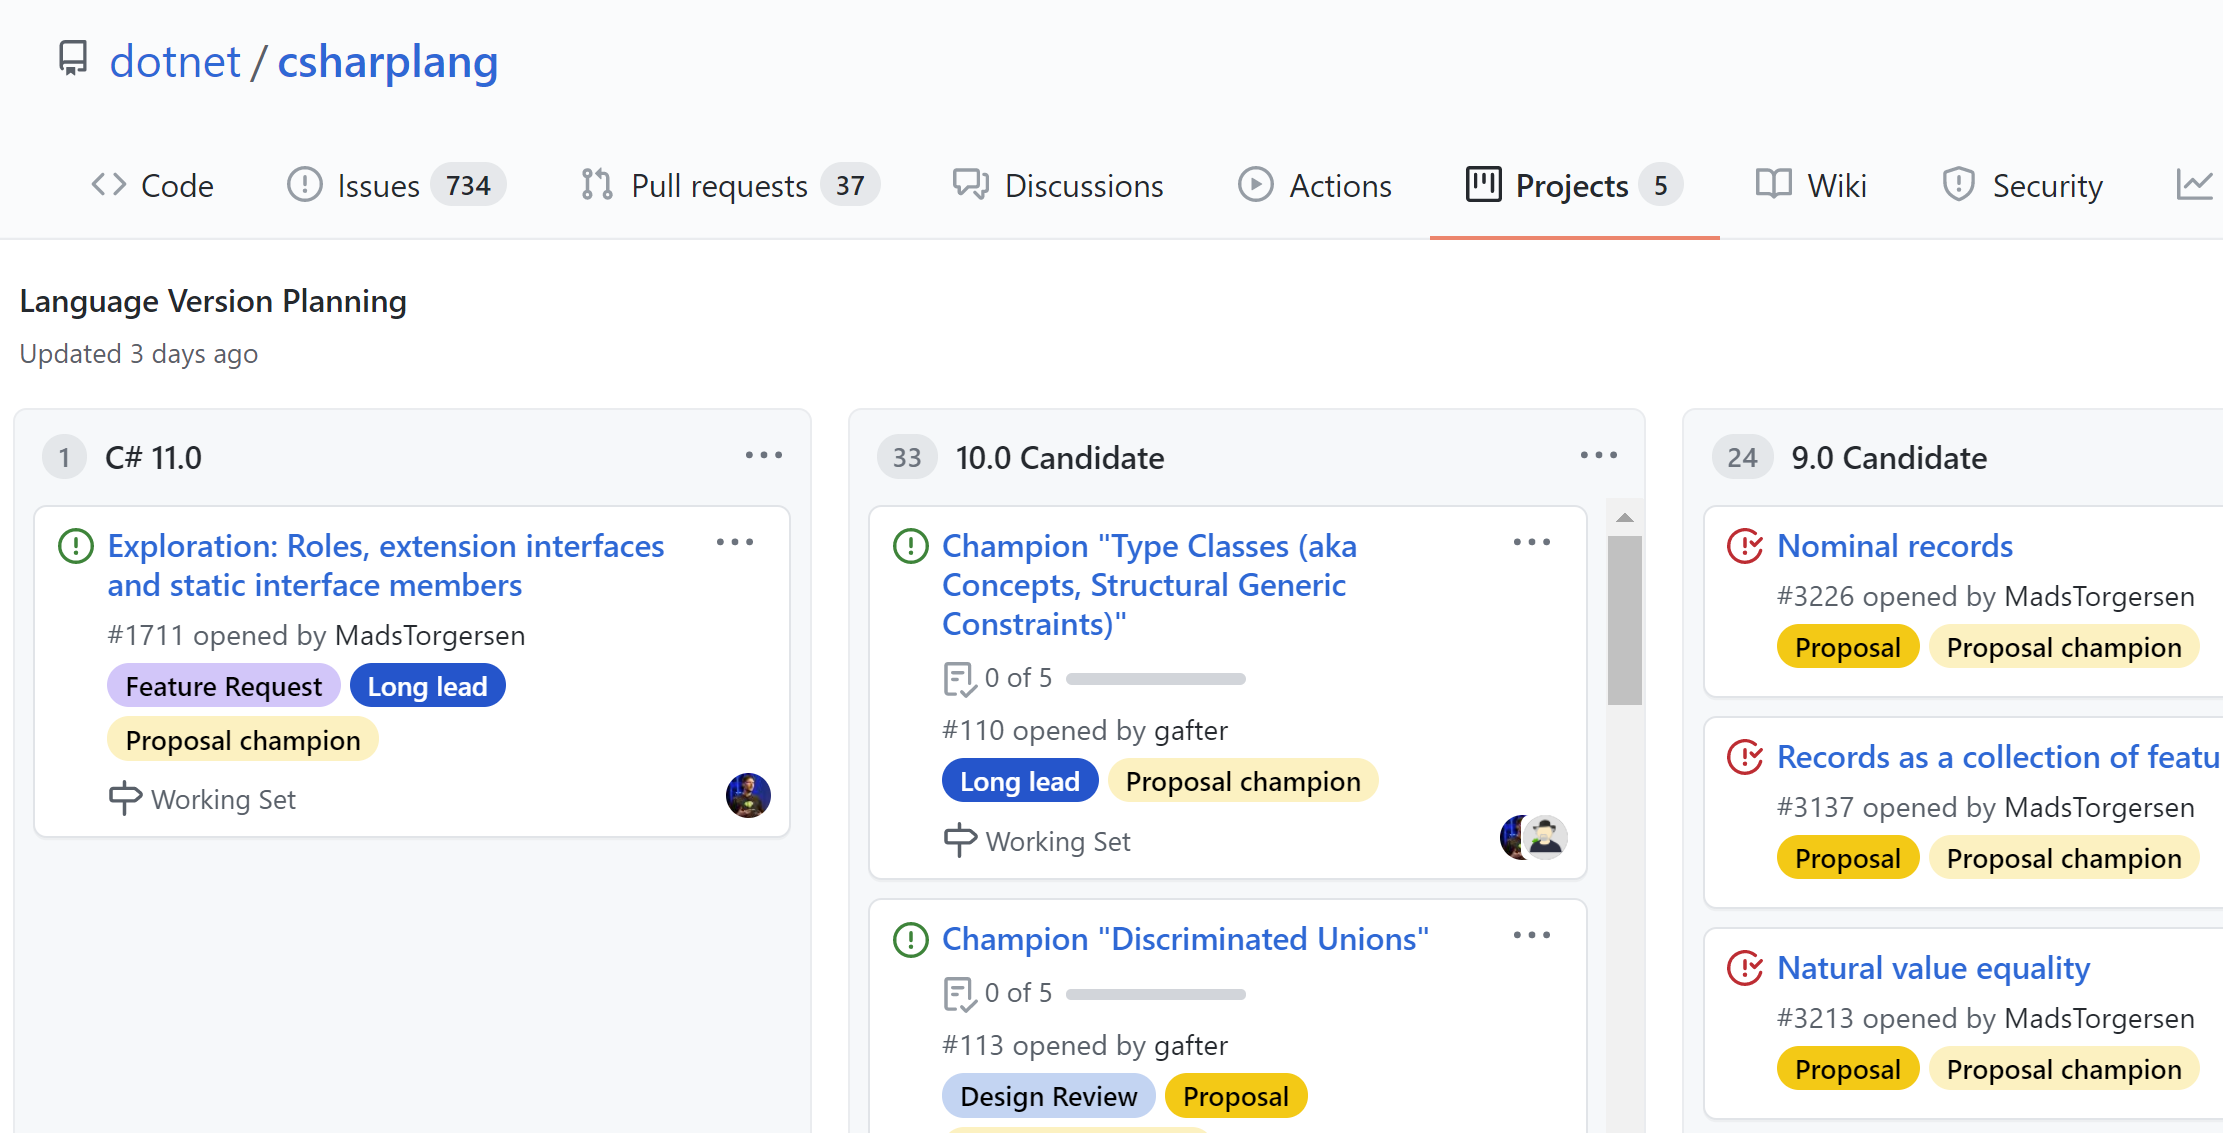 dotnet / csharplang
Code
Issues 734
Pull requests 37
Discussions
Actions
Projects 5
Wiki
Security
Language Version Planning
Updated 3 days ago
1 C# 11.0
Exploration: Roles, extension interfaces
and static interface members
#1711 opened by MadsTorgersen
Feature Request Long lead
Proposal champion
Working Set
33 10.0 Candidate
Champion "Type Classes (aka
Concepts, Structural Generic
Constraints)"
0 of 5
#110 opened by gafter
Long lead Proposal champion
Working Set
Champion "Discriminated Unions"
0 of 5
#113 opened by gafter
Design Review Proposal
24 9.0 Candidate
Nominal records
#3226 opened by MadsTorgersen
Proposal Proposal champion
Records as a collection of featu
#3137 opened by MadsTorgersen
Proposal Proposal champion
Natural value equality
#3213 opened by MadsTorgersen
Proposal Proposal champion